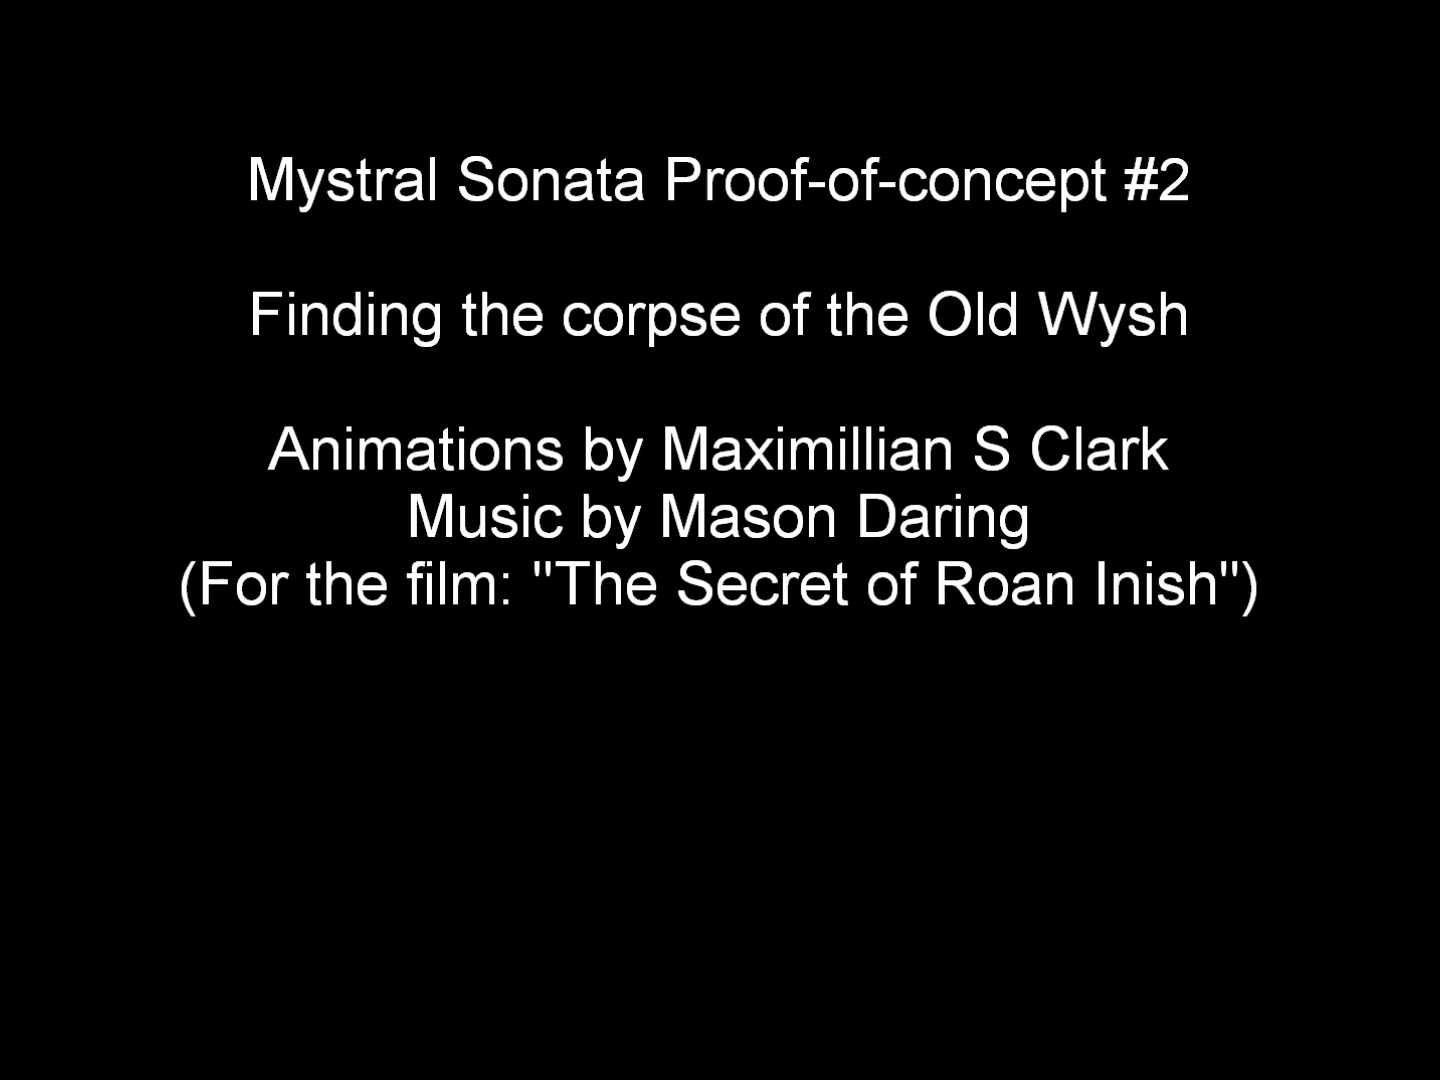 Mystral Sonata Proof-of-concept #2
Finding the corpse of the Old Wysh
Animations by Maximillian S Clark
Music by Mason Daring
(For the film: "The Secret of Roan Inish")